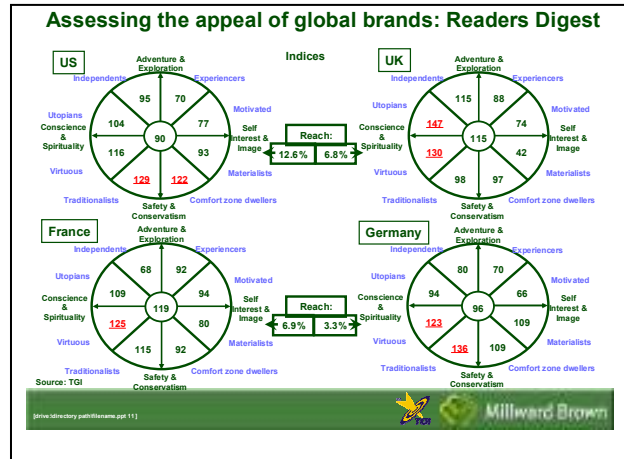 Assessing the appeal of global brands: Readers Digest
US
Indices
UK
Adventure &
Exploration
Independents
Experiencers
95
70
Utopians
Motivated
104
77
Conscience &
Spirituality
90
Self
Interest & Image
116
93
Virtuous
Materialists
129
122
Traditionalists
Comfort zone dwellers
Safety &
Conservatism
Reach:
12.6%
6.8%
Adventure &
Exploration
Independents
Experiencers
115
88
Utopians
Motivated
147
74
Conscience &
Spirituality
115
Self
Interest
& Image
130
42
Virtuous
Materialists
98
97
Traditionalists
Comfort zone dwellers
Safety &
Conservatism
France
Adventure &
Exploration
Independents
Experiencers
68
92
Utopians
Motivated
109
94
Conscience &
Spirituality
119
Self
Interest & Image
125
80
Virtuous
Materialists
115
92
Traditionalists
Comfort zone dwellers
Safety &
Conservatism
Reach:
6.9%
3.3%
Germany
Adventure &
Exploration
Independents
Experiencers
80
70
Utopians
Motivated
94
66
Conscience &
Spirituality
96
Self
Interest & Image
123
109
Virtuous
Materialists
136
109
Traditionalists
Comfort zone dwellers
Safety &
Conservatism
Source: TGI
[drive:\directory path\filename.ppt 11 ]
TGI
Millward Brown